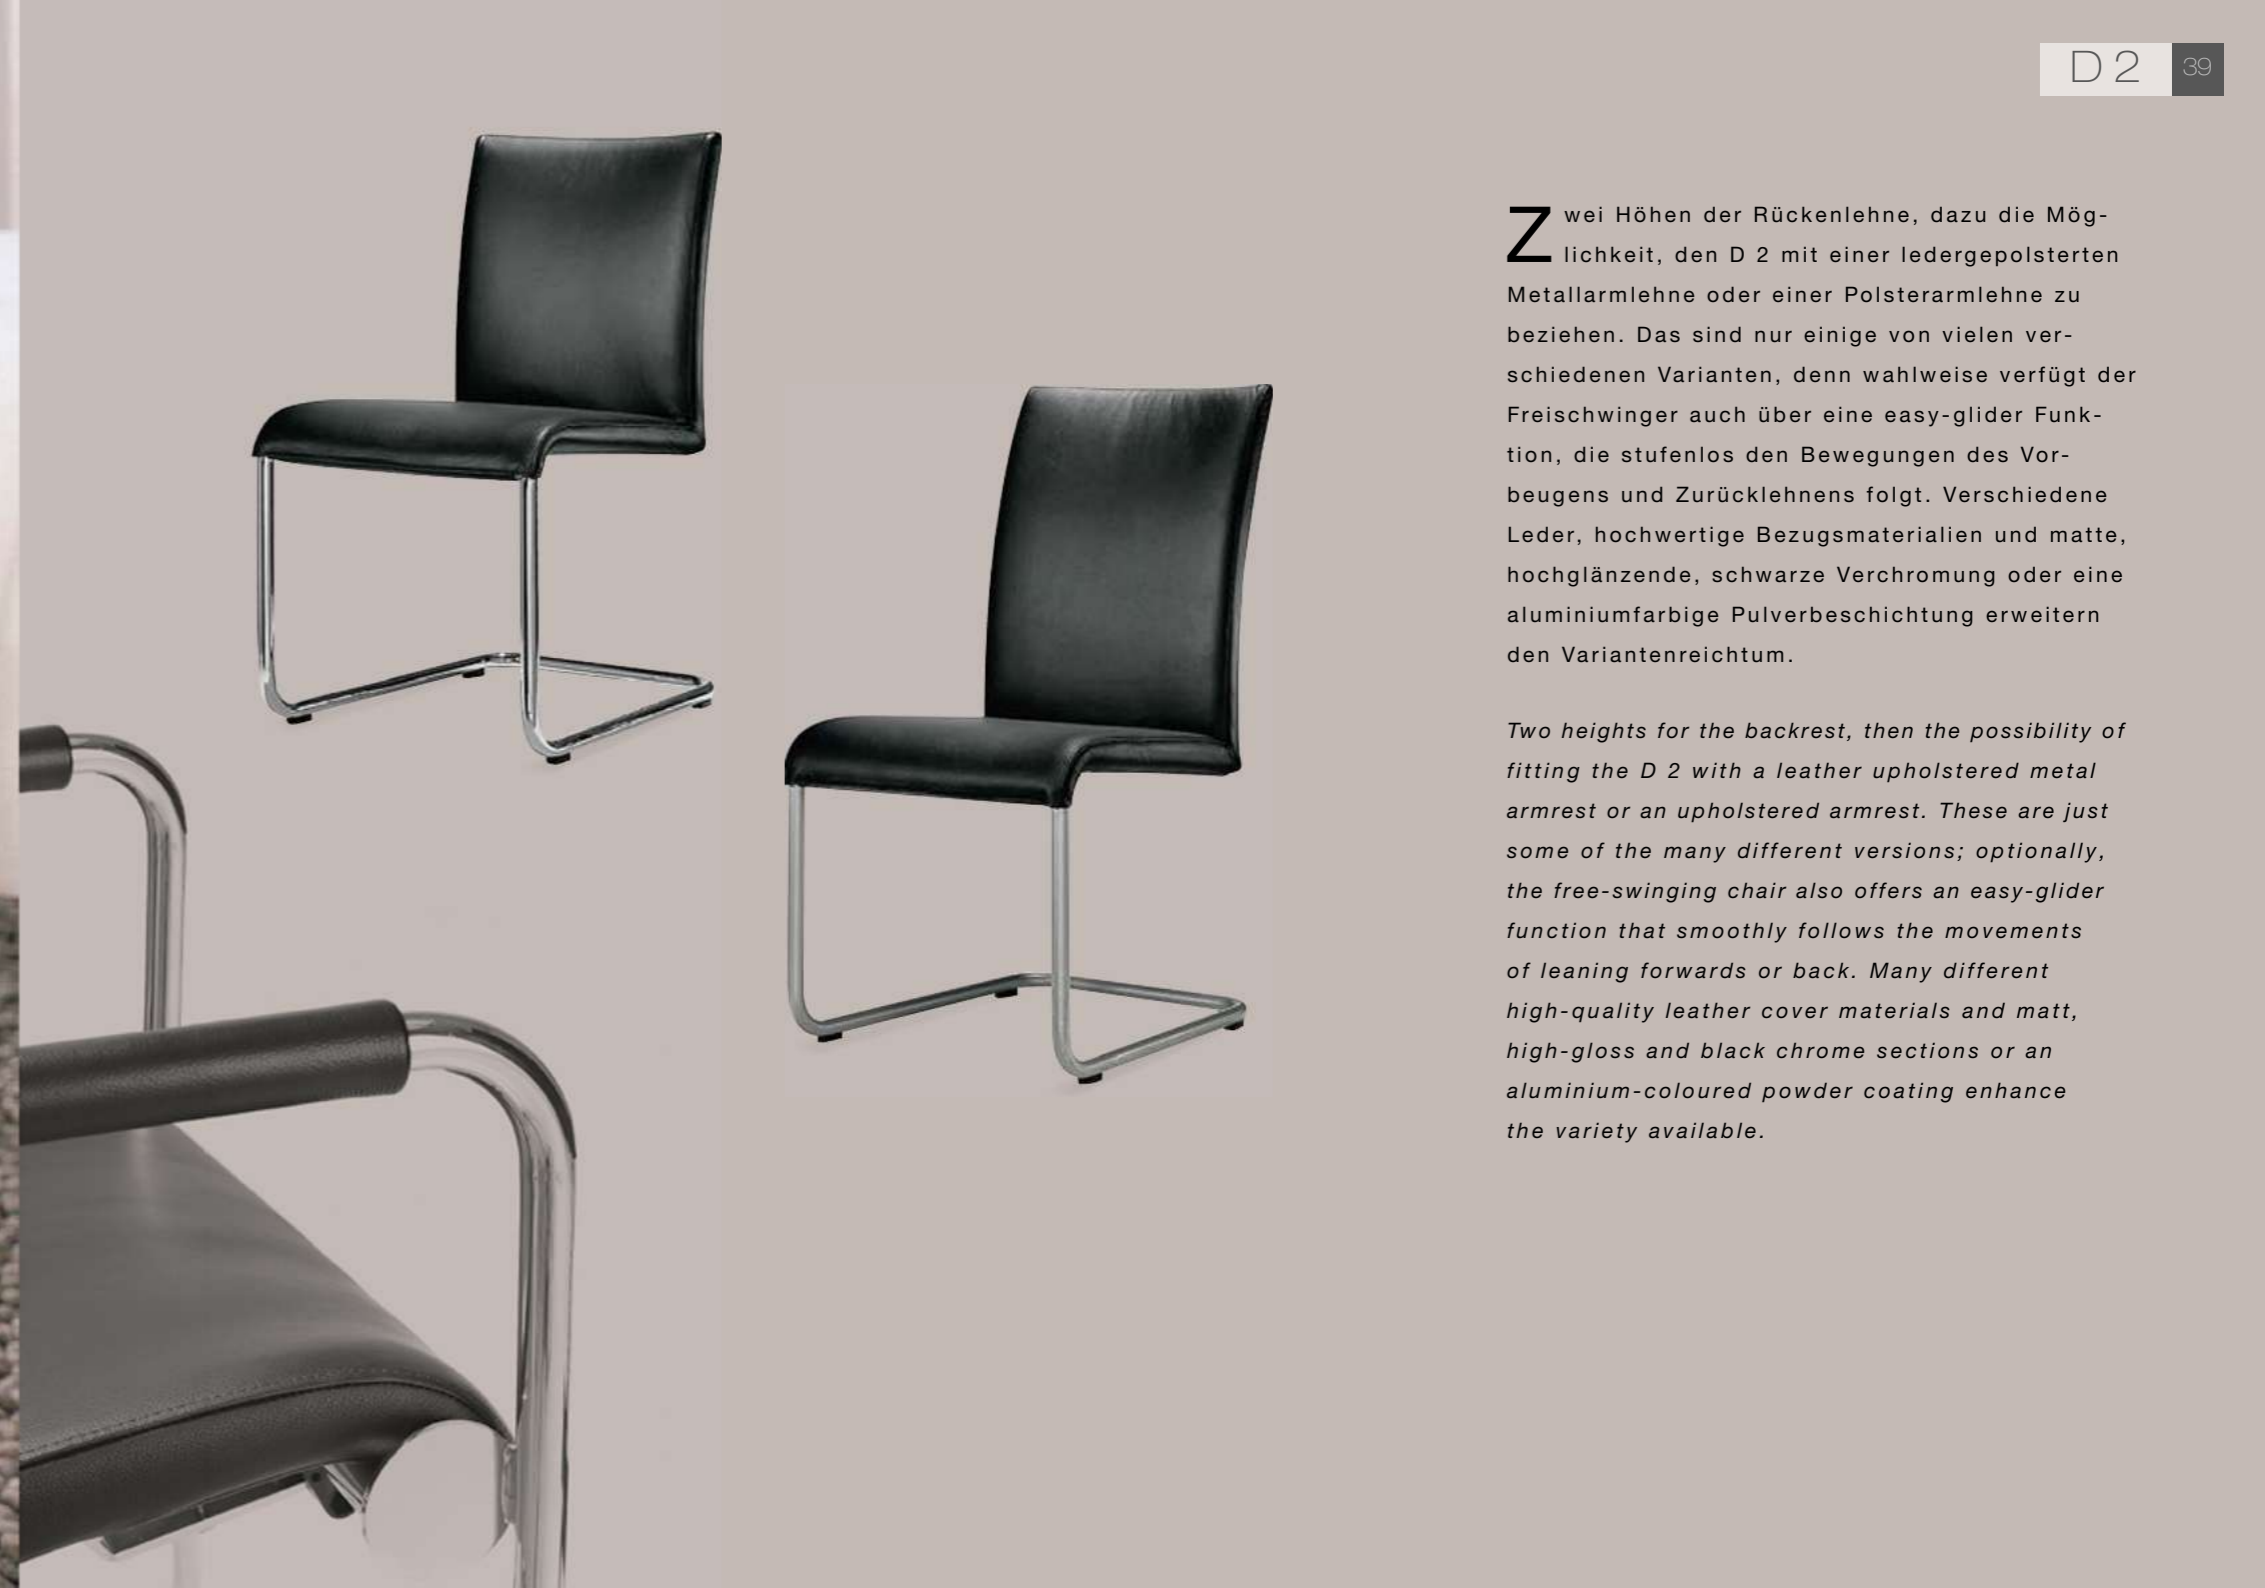 D 2 39
Zwei Höhen der Rückenlehne, dazu die Mög-
lichkeit, den D 2 mit einer ledergepolsterten
Metallarmlehne oder einer Polsterarmlehne zu
beziehen. Das sind nur einige von vielen ver-
schiedenen Varianten, denn wahlweise verfügt der
Freischwinger auch über eine easy-glider Funk-
tion, die stufenlos den Bewegungen des Vor-
beugens und Zurücklehnens folgt. Verschiedene
Leder, hochwertige Bezugsmaterialien und matte,
hochglänzende, schwarze Verchromung oder eine
aluminiumfarbige Pulverbeschichtung erweitern
den Variantenreichtum.
Two heights for the backrest, then the possibility of
fitting the D 2 with a leather upholstered metal
armrest or an upholstered armrest. These are just
some of the many different versions; optionally,
the free-swinging chair also offers an easy-glider
function that smoothly follows the movements
of leaning forwards or back. Many different
high-quality leather cover materials and matt,
high-gloss and black chrome sections or an
aluminium-coloured powder coating enhance
the variety available.